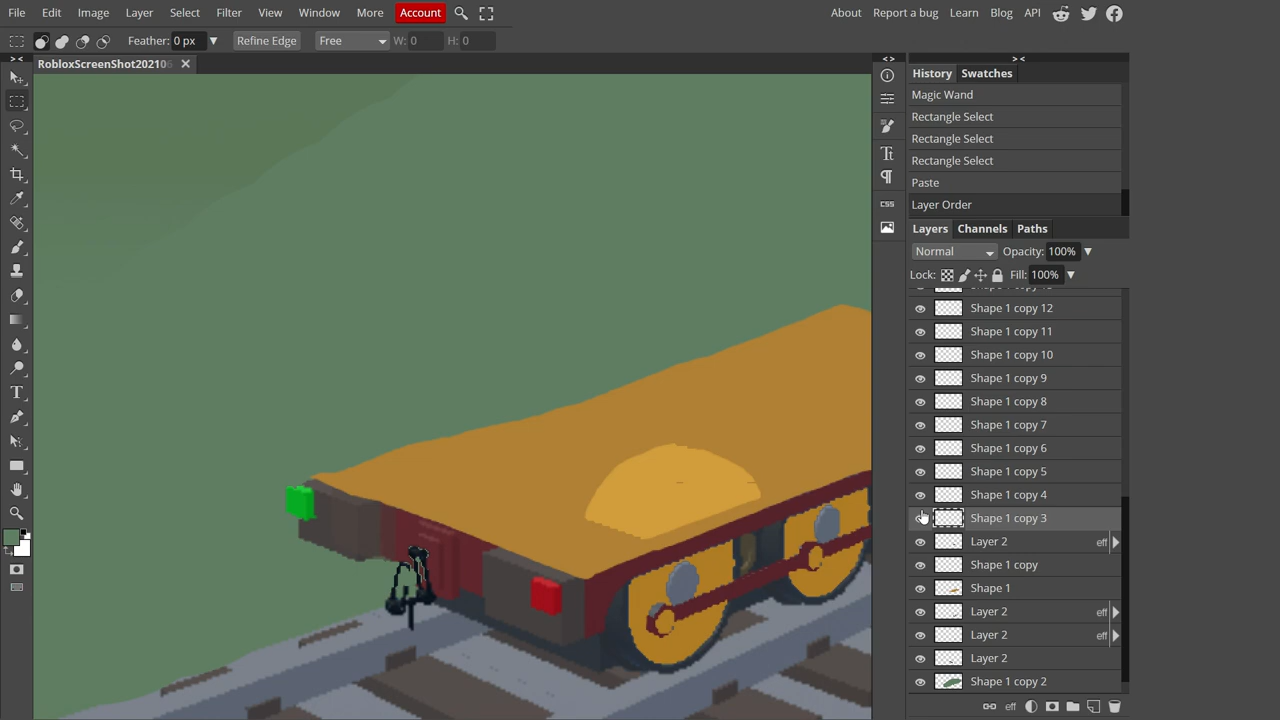 File Edit Image Layer Select Filter View Window More Account About Report a bug Learn Blog API
Feather: 0 px Refine Edge Free W: 0 H: 0
RobloxScreenShot202106
History Swatches
Magic Wand
Rectangle Select
Rectangle Select
Rectangle Select
Paste
CSS
Layer Order
Layers Channels Paths
Normal Opacity: 100%
Lock: Fill: 100%
Shape 1 copy 12
Shape 1 copy 11
Shape 1 copy 10
Shape 1 copy 9
Shape 1 copy 8
Shape 1 copy 7
Shape 1 copy 6
Shape 1 copy 5
Shape 1 copy 4
Shape 1 copy 3
Layer 2 eff
Shape 1 copy
Shape 1
Layer 2 eff
Layer 2 eff
Layer 2
Shape 1 copy 2
eff